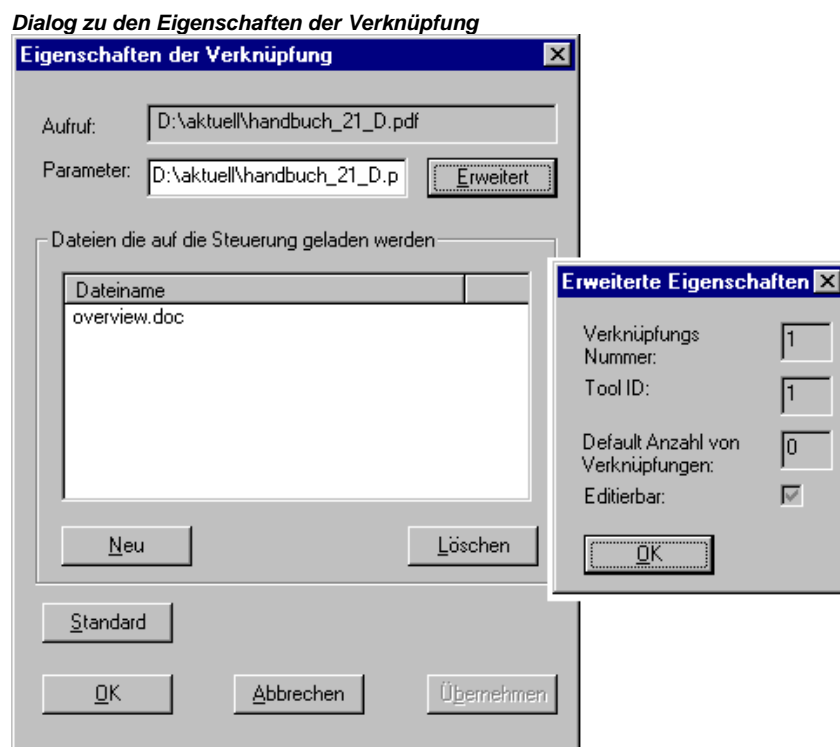 Dialog zu den Eigenschaften der Verknüpfung
Eigenschaften der Verknüpfung
Aufruf: D:\aktuell\handbuch_21_D.pdf
Parameter: D:\aktuell\handbuch_21_D.p Erweitert
Dateien die auf die Steuerung geladen werden
Dateiname
overview.doc
Neu Löschen
Standard
OK Abbrechen Übernehmen
Erweiterte Eigenschaften
Verknüpfungs
Nummer: 1
Tool ID: 1
Default Anzahl von
Verknüpfungen: 0
Editierbar:
OK